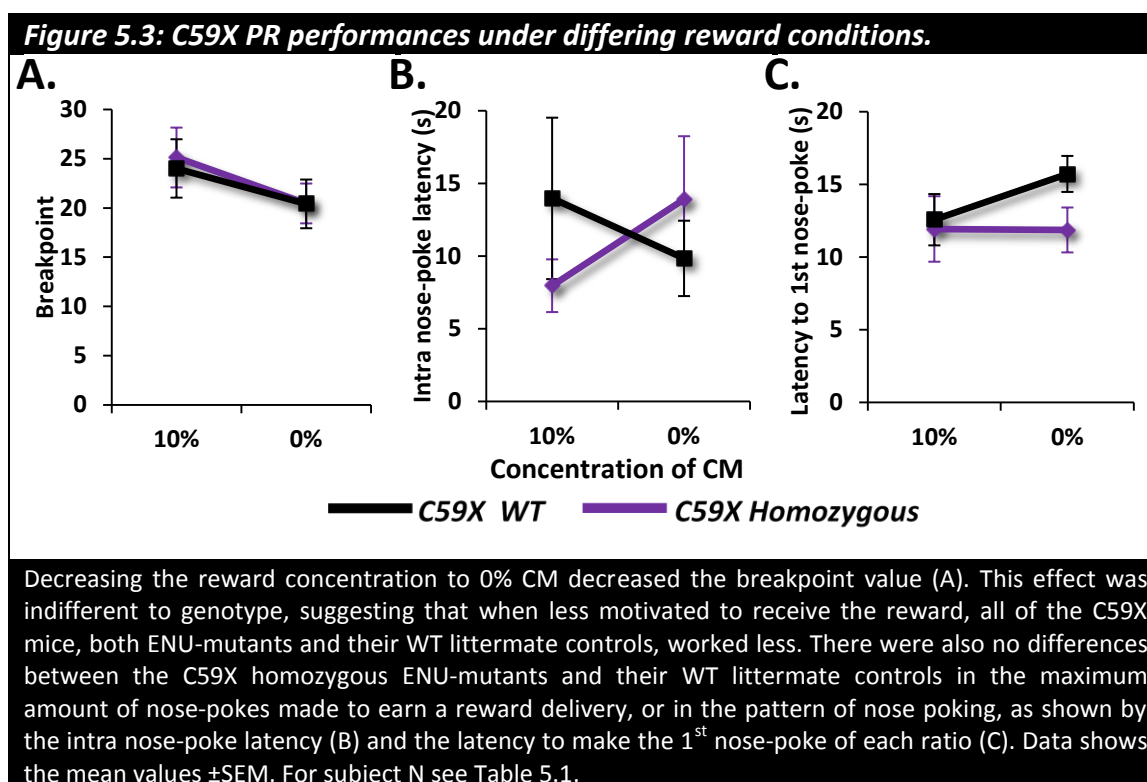 Figure 5.3: C59X PR performances under differing reward conditions.
A.
Breakpoint
30
25
20
15
10
5
0
10% 0%
B.
Intra nose-poke latency (s)
20
15
10
5
0
10% 0%
C.
Latency to 1st nose-poke (s)
20
15
10
5
0
10% 0%
Concentration of CM
C59X WT C59X Homozygous
Decreasing the reward concentration to 0% CM decreased the breakpoint value (A). This effect was
indifferent to genotype, suggesting that when less motivated to receive the reward, all of the C59X
mice, both ENU-mutants and their WT littermate controls, worked less. There were also no differences
between the C59X homozygous ENU-mutants and their WT littermate controls in the maximum
amount of nose-pokes made to earn a reward delivery, or in the pattern of nose poking, as shown by
the intra nose-poke latency (B) and the latency to make the 1st nose-poke of each ratio (C). Data shows
the mean values ±SEM. For subject N see Table 5.1.